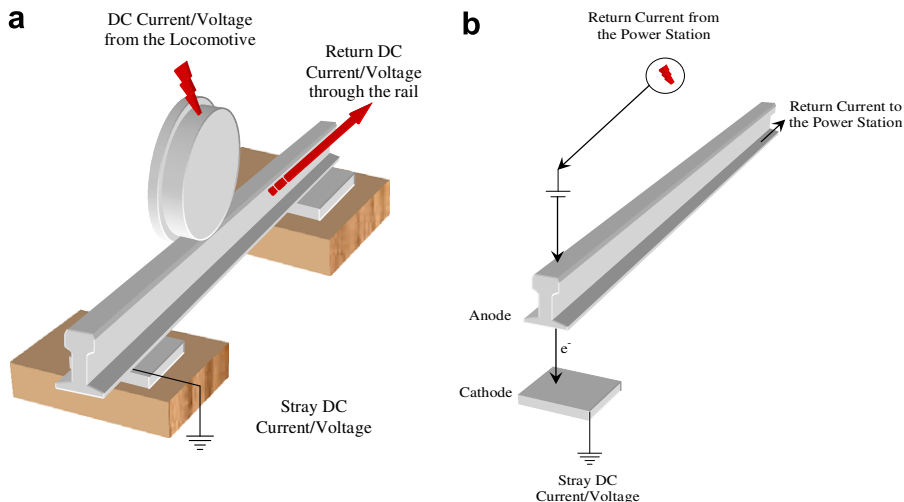 a
DC Current/Voltage
from the Locomotive
Return DC
Current/Voltage
through the rail
Stray DC
Current/Voltage
b
Return Current from
the Power Station
Return Current to
the Power Station
Anode
e-
Cathode
Stray DC
Current/Voltage